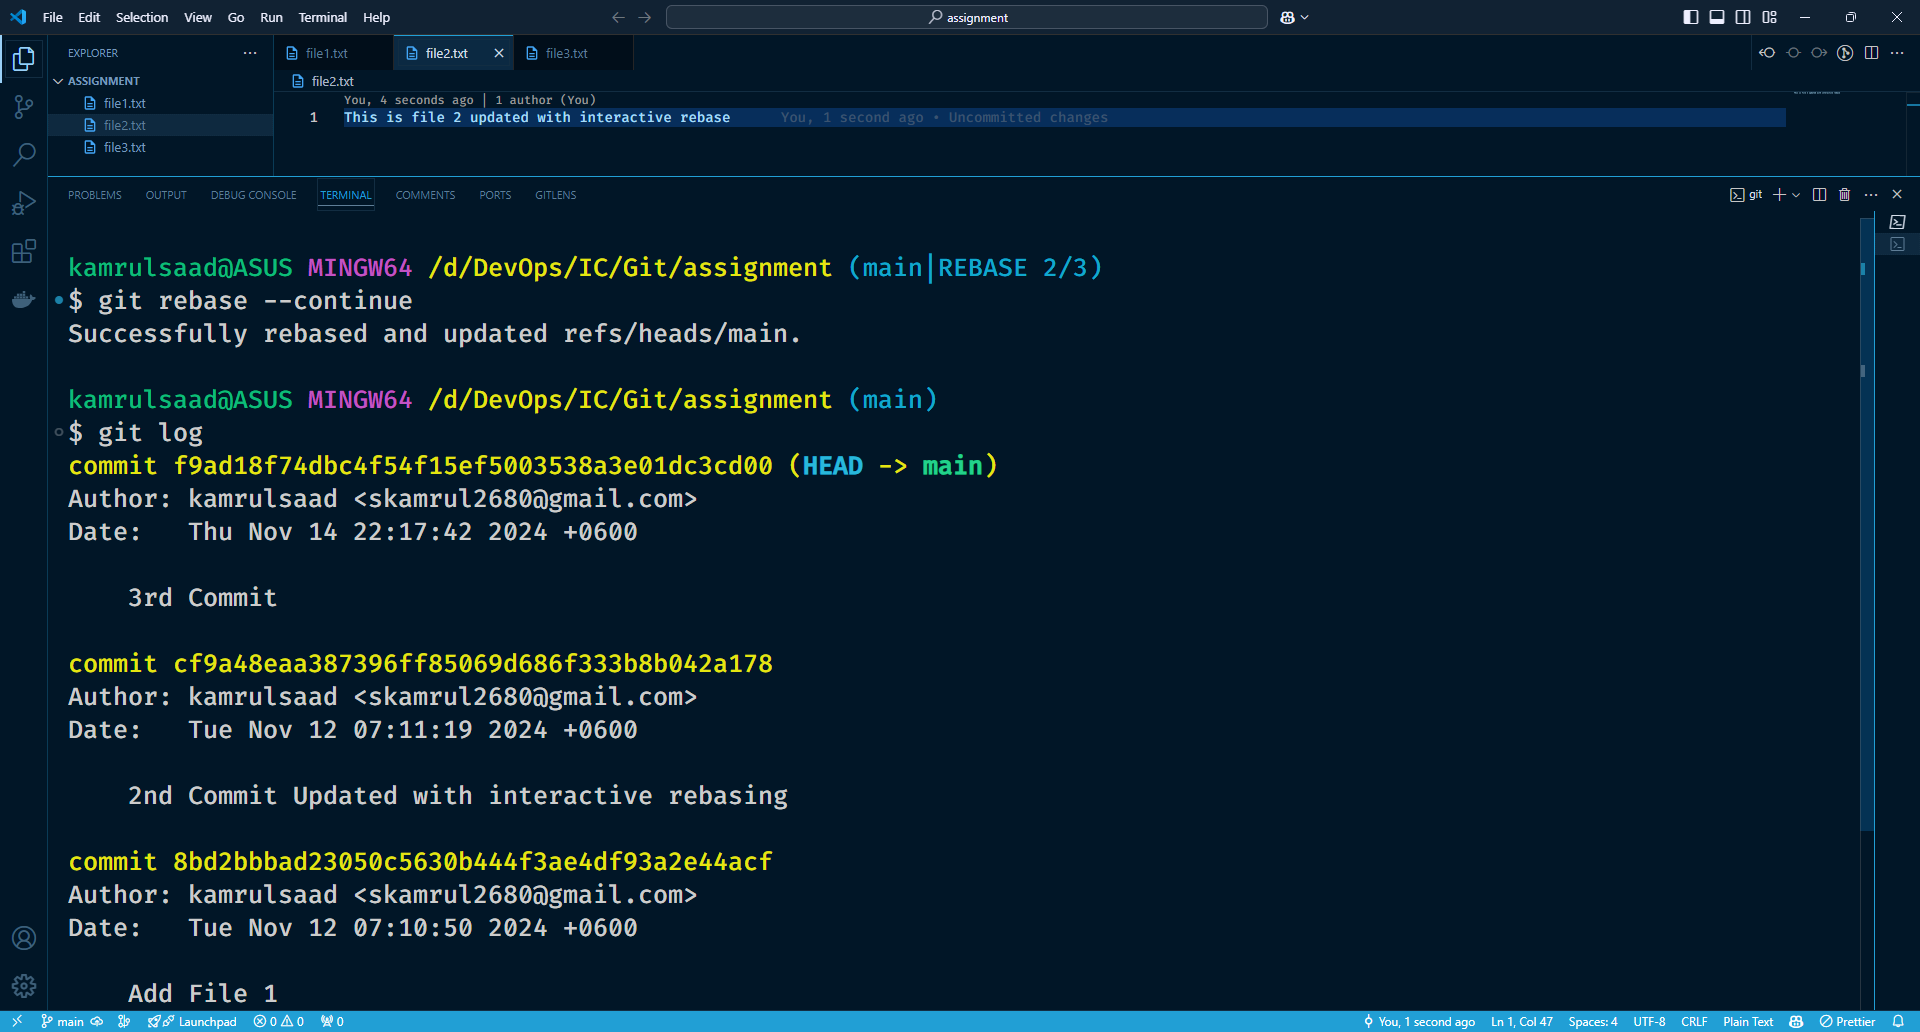 File Edit Selection View Go Run Terminal Help
assignment
EXPLORER
file1.txt file2.txt file3.txt
ASSIGNMENT
file1.txt
file2.txt
file3.txt
file2.txt
You, 4 seconds ago | 1 author (You)
1 This is file 2 updated with interactive rebase You, 1 second ago • Uncommitted changes
PROBLEMS OUTPUT DEBUG CONSOLE TERMINAL COMMENTS PORTS GITLENS
git
kamrulsaad@ASUS MINGW64 /d/DevOps/IC/Git/assignment (main|REBASE 2/3)
$ git rebase --continue
Successfully rebased and updated refs/heads/main.
kamrulsaad@ASUS MINGW64 /d/DevOps/IC/Git/assignment (main)
$ git log
commit f9ad18f74dbc4f54f15ef5003538a3e01dc3cd00 (HEAD -> main)
Author: kamrulsaad <skamrul2680@gmail.com>
Date:   Thu Nov 14 22:17:42 2024 +0600
3rd Commit
commit cf9a48eaa387396ff85069d686f333b8b042a178
Author: kamrulsaad <skamrul2680@gmail.com>
Date:   Tue Nov 12 07:11:19 2024 +0600
2nd Commit Updated with interactive rebasing
commit 8bd2bbbad23050c5630b444f3ae4df93a2e44acf
Author: kamrulsaad <skamrul2680@gmail.com>
Date:   Tue Nov 12 07:10:50 2024 +0600
Add File 1
main Launchpad 0 0 0 You, 1 second ago Ln 1, Col 47 Spaces: 4 UTF-8 CRLF Plain Text Prettier